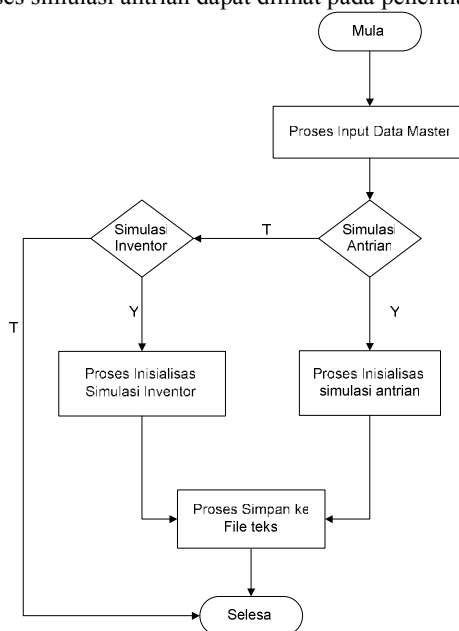 ses simulasi antrian dapat dilihat pada penelitia
Mula
Proses Input Data Master
Simulasi
Inventor
T
Simulasi
Antrian
T
Y
Y
Proses Inisialisas
Simulasi Inventor
Proses Inisialisas
simulasi antrian
Proses Simpan ke
File teks
Selesa